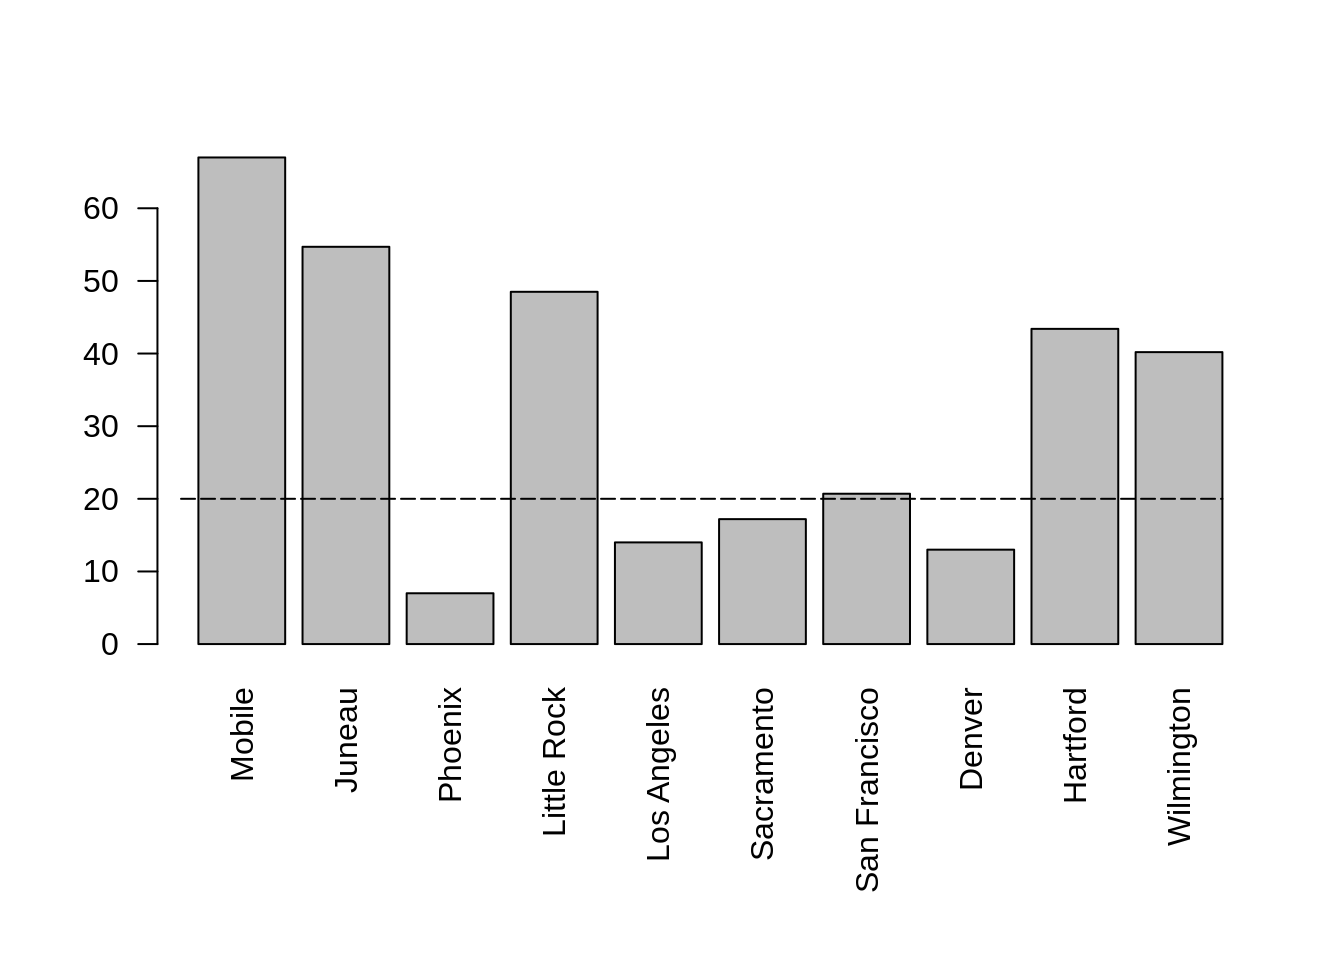 60
50
40
30
20
10
0
Mobile
Juneau
Phoenix
Little Rock
Los Angeles
Sacramento
San Francisco
Denver
Hartford
Wilmington